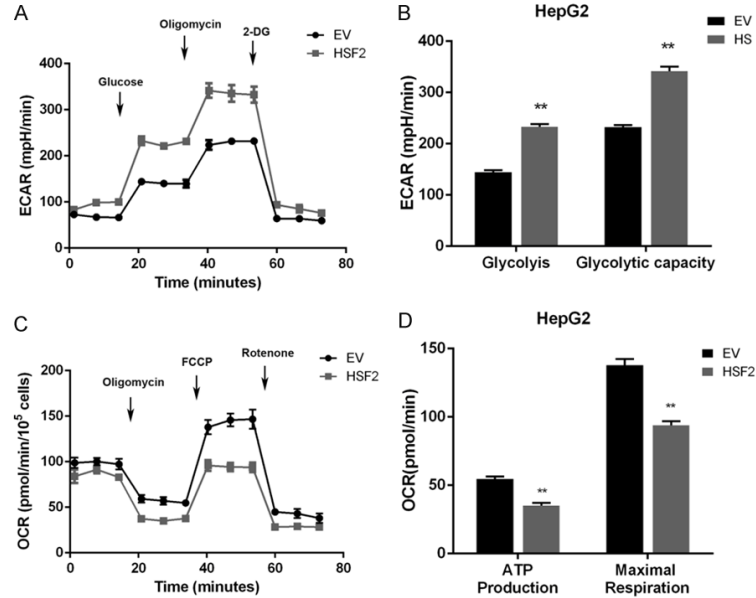 A
Oligomycin
2-DG
EV
HSF2
Glucose
400
300
200
100
0
ECAR (mpH/min)
0 20 40 60 80
Time (minutes)
B
HepG2
EV
HS
400
300
200
100
0
ECAR (mpH/min)
**
**
Glycolyis Glycolytic capacity
C
Oligomycin
FCCP
Rotenone
EV
HSF2
200
150
100
50
0
OCR (pmol/min/10⁵ cells)
0 20 40 60 80
Time (minutes)
D
HepG2
EV
HSF2
150
100
50
0
OCR(pmol/min)
**
**
ATP Maximal
Production Respiration